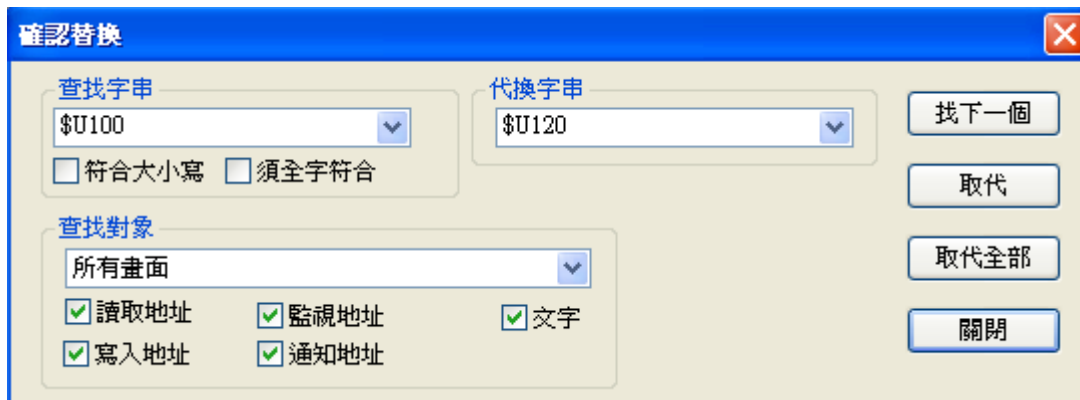 確認替換
查找字串
$U100
符合大小寫
須全字符合
代換字串
$U120
找下一個
取代
取代全部
關閉
查找對象
所有畫面
讀取地址
監視地址
文字
寫入地址
通知地址